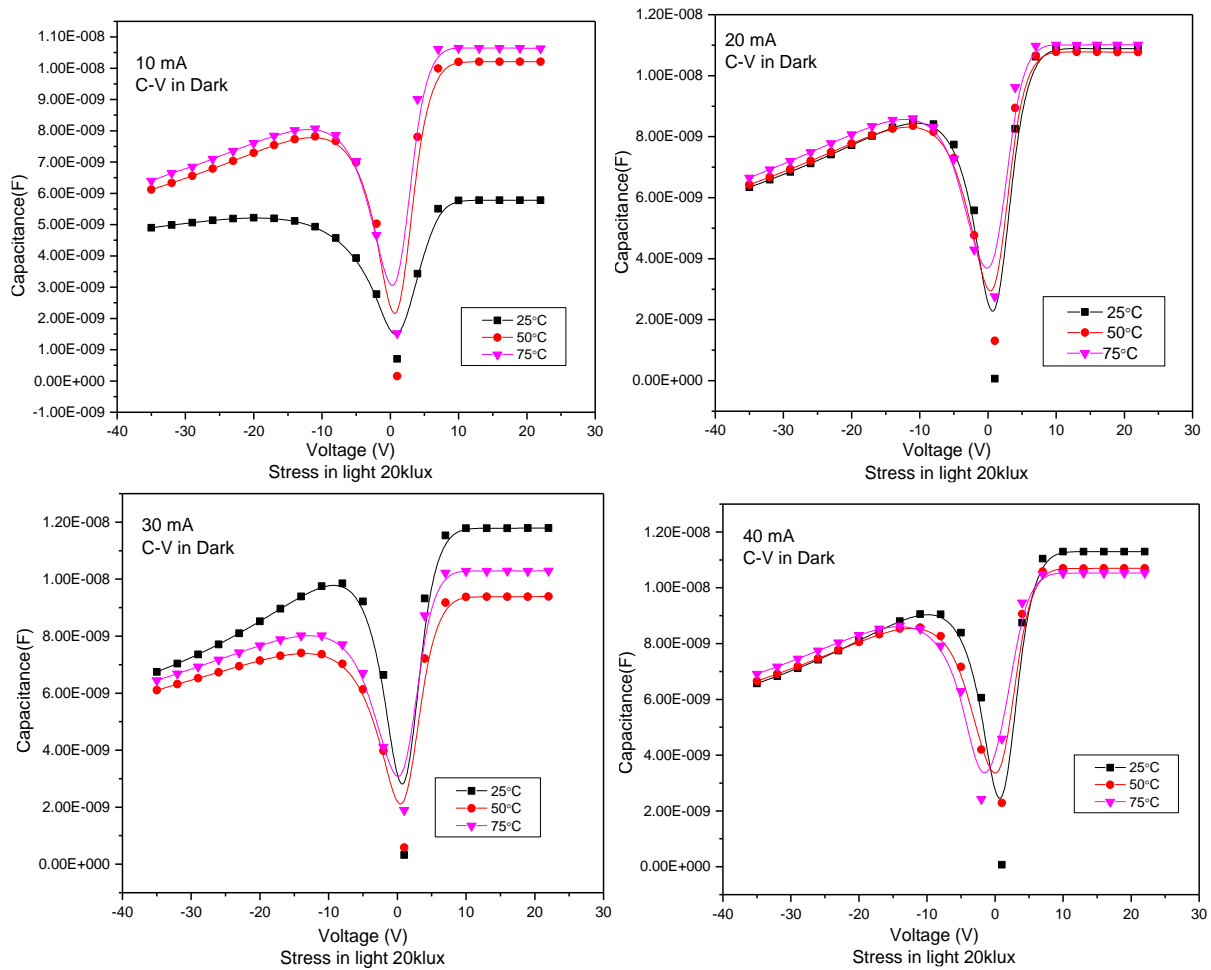 10 mA
C-V in Dark
Capacitance(F)
1.10E-008
1.00E-008
9.00E-009
8.00E-009
7.00E-009
6.00E-009
5.00E-009
4.00E-009
3.00E-009
2.00E-009
1.00E-009
0.00E+000
-1.00E-009
25°C
50°C
75°C
-40 -30 -20 -10 0 10 20 30
Voltage (V)
Stress in light 20klux
20 mA
C-V in Dark
Capacitance(F)
1.20E-008
1.00E-008
8.00E-009
6.00E-009
4.00E-009
2.00E-009
0.00E+000
25°C
50°C
75°C
-40 -30 -20 -10 0 10 20 30
Voltage (V)
Stress in light 20klux
30 mA
C-V in Dark
Capacitance(F)
1.20E-008
1.00E-008
8.00E-009
6.00E-009
4.00E-009
2.00E-009
0.00E+000
25°C
50°C
75°C
-40 -30 -20 -10 0 10 20 30
Voltage (V)
Stress in light 20klux
40 mA
C-V in Dark
Capacitance(F)
1.20E-008
1.00E-008
8.00E-009
6.00E-009
4.00E-009
2.00E-009
0.00E+000
25°C
50°C
75°C
-40 -30 -20 -10 0 10 20 30
Voltage (V)
Stress in light 20klux